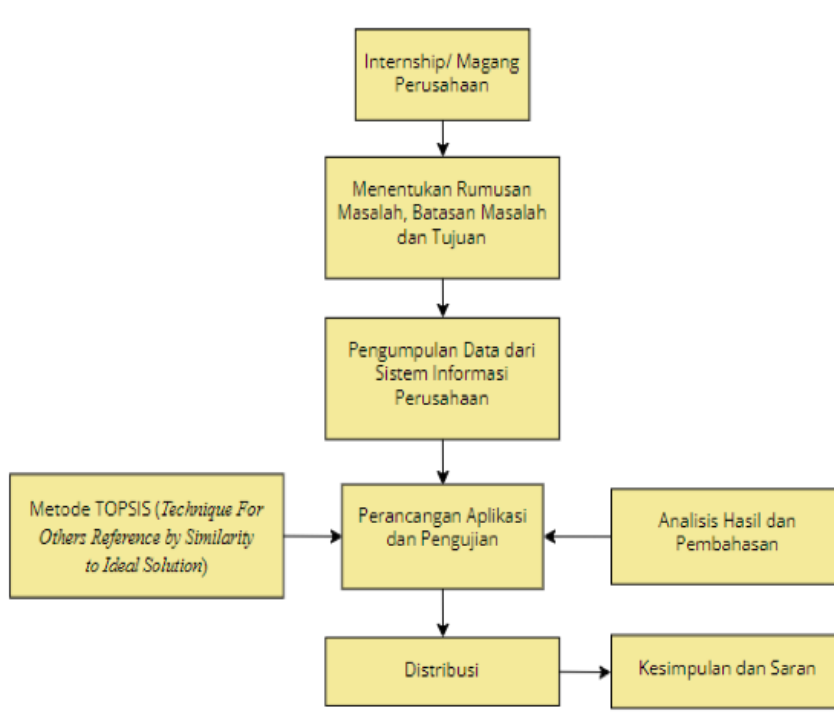 Internship/ Magang
Perusahaan
Menentukan Rumusan
Masalah, Batasan Masalah
dan Tujuan
Pengumpulan Data dari
Sistem Informasi
Perusahaan
Metode TOPSIS (Technique For
Others Reference by Similarity
to Ideal Solution)
Perancangan Aplikasi
dan Pengujian
Analisis Hasil dan
Pembahasan
Distribusi
Kesimpulan dan Saran